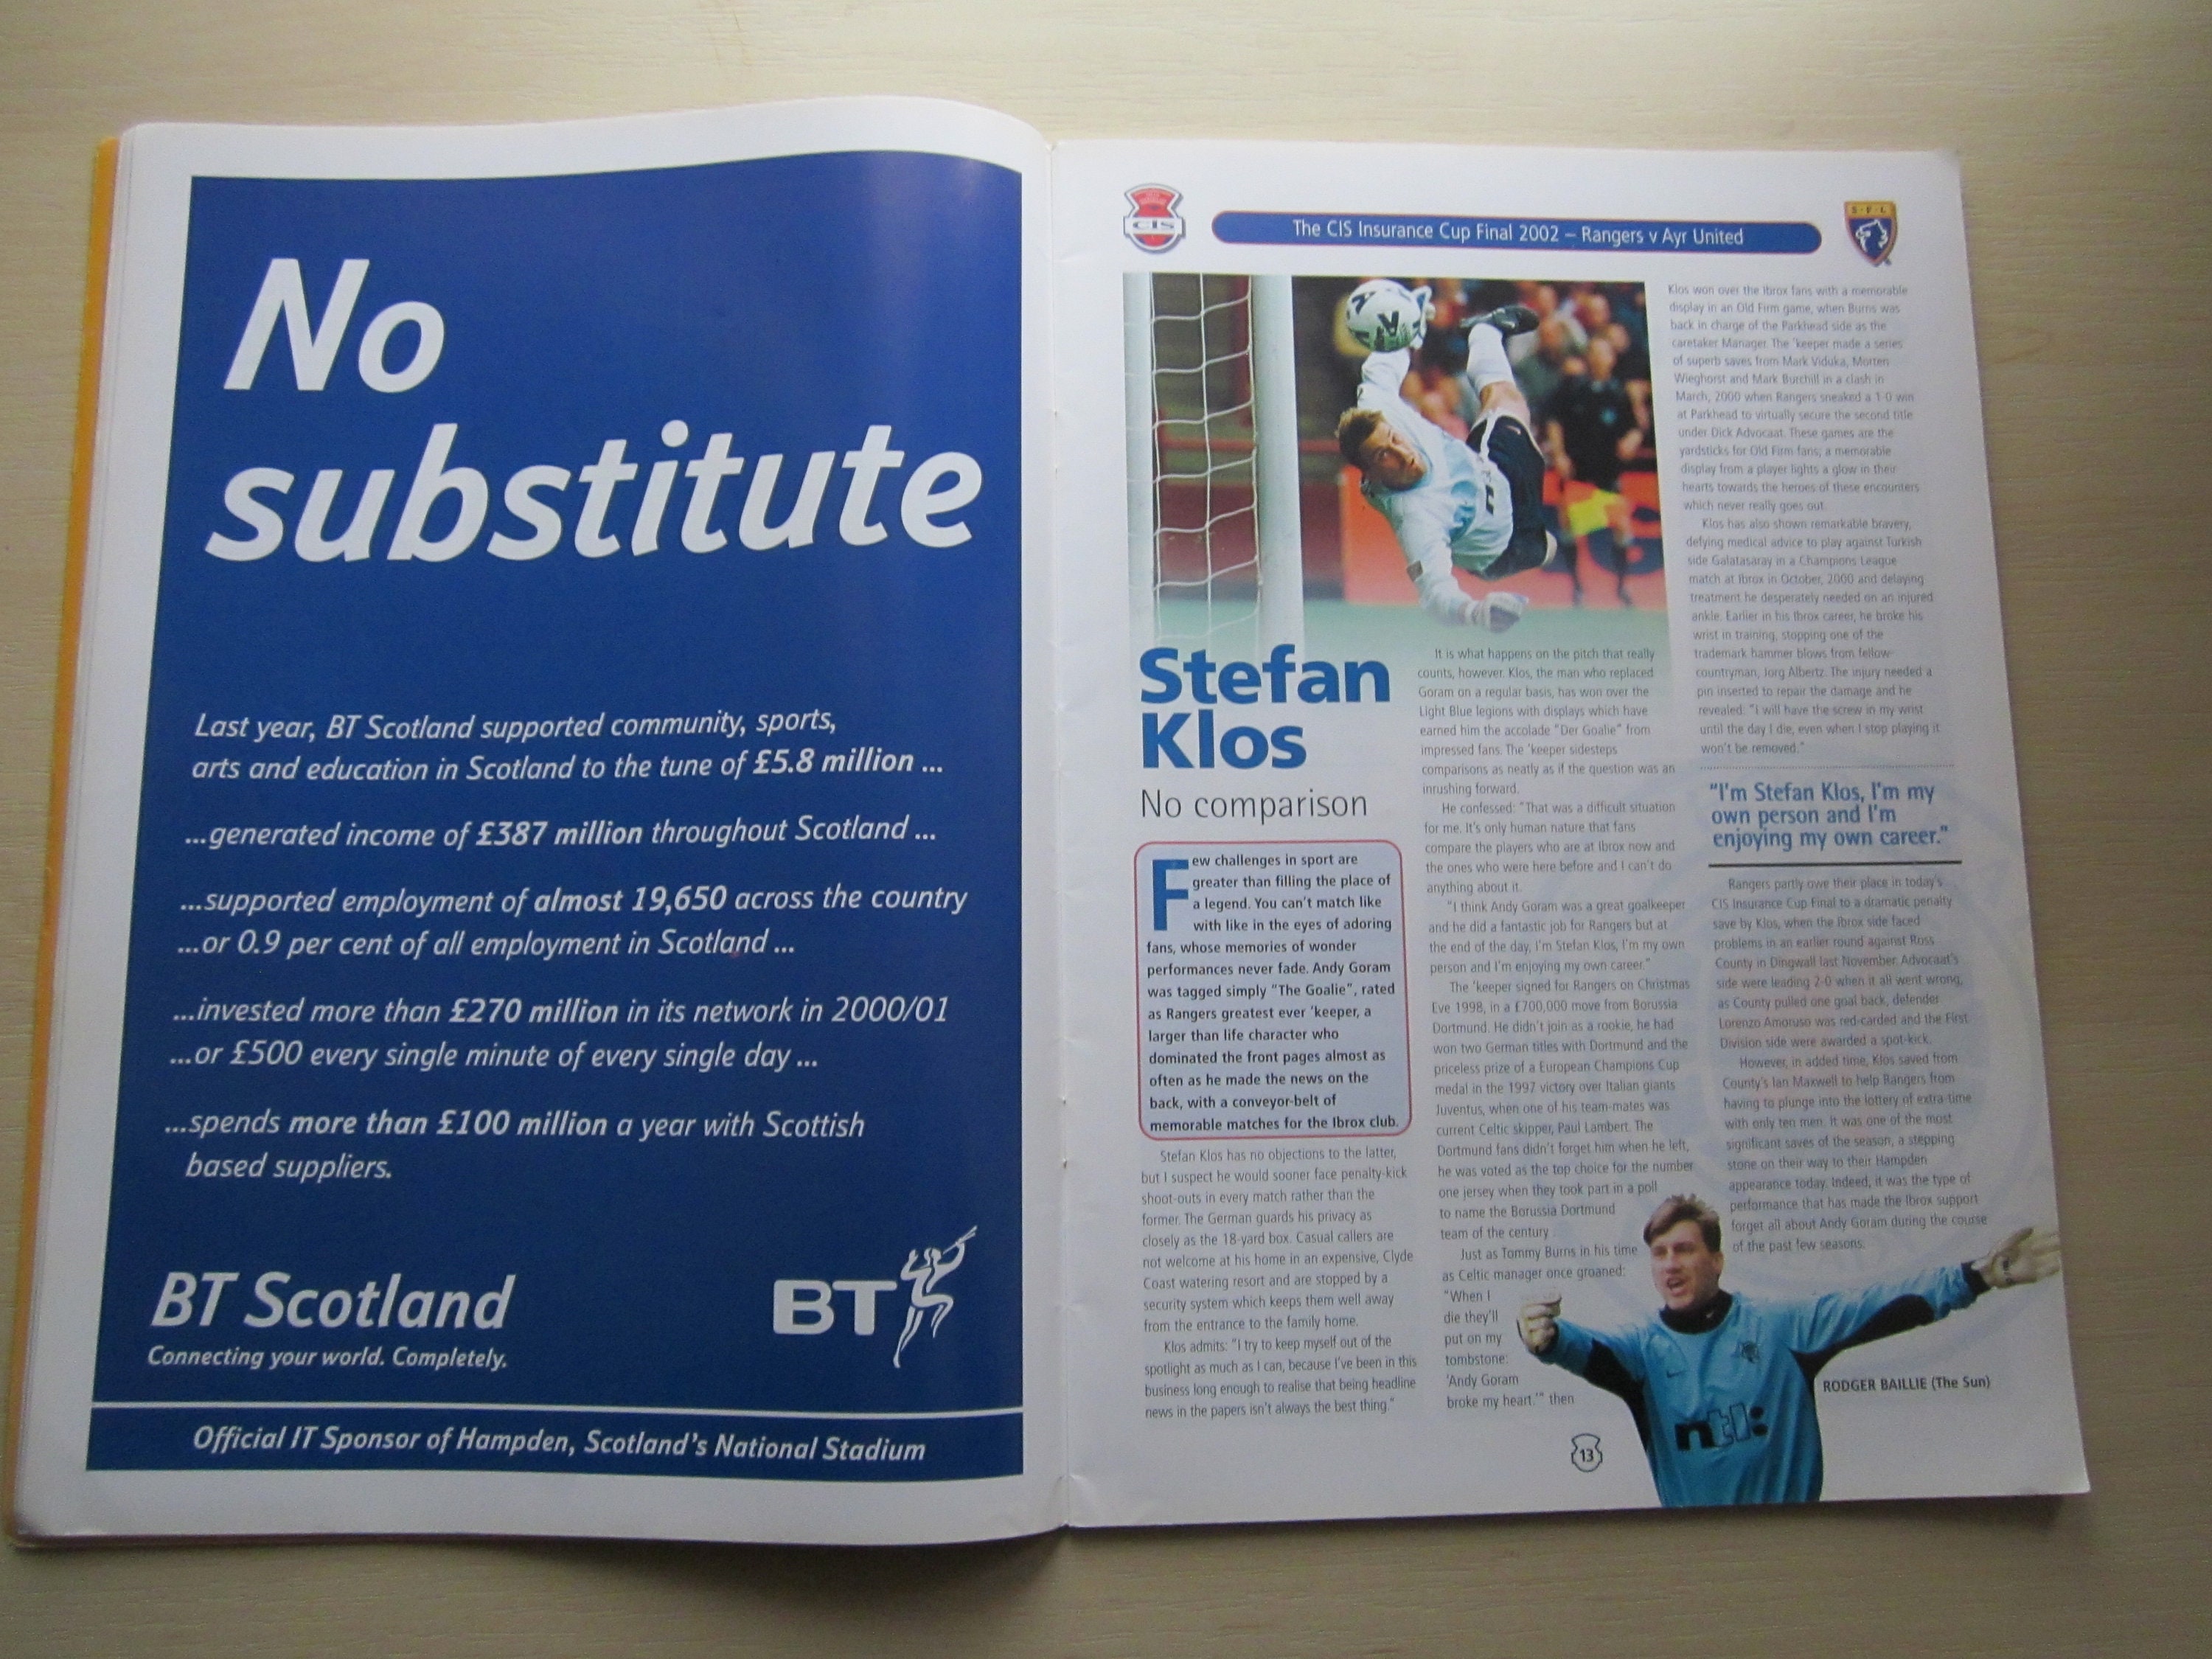 No
substitute
Last year, BT Scotland supported community, sports,
arts and education in Scotland to the tune of £5.8 million ...
...generated income of £387 million throughout Scotland ...
...supported employment of almost 19,650 across the country
...or 0.9 per cent of all employment in Scotland ...
...invested more than £270 million in its network in 2000/01
...or £500 every single minute of every single day ...
...spends more than £100 million a year with Scottish
based suppliers.
BT Scotland
Connecting your world. Completely.
BT
Official IT Sponsor of Hampden, Scotland's National Stadium
CIS
The CIS Insurance Cup Final 2002 – Rangers v Ayr United
S·P·L
Stefan
Klos
No comparison
Few challenges in sport are
greater than filling the place of
a legend. You can't match like
with like in the eyes of adoring
fans, whose memories of wonder
performances never fade. Andy Goram
was tagged simply "The Goalie", rated
as Rangers greatest ever 'keeper, a
larger than life character who
dominated the front pages almost as
often as he made the news on the
back, with a conveyor-belt of
memorable matches for the Ibrox club.
Stefan Klos has no objections to the latter,
but I suspect he would sooner face penalty-kick
shoot-outs in every match rather than the
former. The German guards his privacy as
closely as the 18-yard box. Casual callers are
not welcome at his home in an expensive, Clyde
Coast watering resort and are stopped by a
security system which keeps them well away
from the entrance to the family home.
Klos admits: "I try to keep myself out of the
spotlight as much as I can, because I've been in this
business long enough to realise that being headline
news in the papers isn't always the best thing."
It is what happens on the pitch that really
counts, however. Klos, the man who replaced
Goram on a regular basis, has won over the
Light Blue legions with displays which have
earned him the accolade "Der Goalie" from
impressed fans. The 'keeper sidesteps
comparisons as neatly as if the question was an
inrushing forward.
He confessed: "That was a difficult situation
for me. It's only human nature that fans
compare the players who are at Ibrox now and
the ones who were here before and I can't do
anything about it.
"I think Andy Goram was a great goalkeeper
and he did a fantastic job for Rangers but at
the end of the day, I'm Stefan Klos, I'm my own
person and I'm enjoying my own career."
The 'keeper signed for Rangers on Christmas
Eve 1998, in a £700,000 move from Borussia
Dortmund. He didn't join as a rookie, he had
won two German titles with Dortmund and the
priceless prize of a European Champions Cup
medal in the 1997 victory over Italian giants
Juventus, when one of his team-mates was
current Celtic skipper, Paul Lambert. The
Dortmund fans didn't forget him when he left,
he was voted as the top choice for the number
one jersey when they took part in a poll
to name the Borussia Dortmund
team of the century .
Just as Tommy Burns in his time
as Celtic manager once groaned:
"When I
die they'll
put on my
tombstone:
'Andy Goram
broke my heart.'" then
Klos won over the Ibrox fans with a memorable
display in an Old Firm game, when Burns was
back in charge of the Parkhead side as the
caretaker Manager. The 'keeper made a series
of superb saves from Mark Viduka, Morten
Wieghorst and Mark Burchill in a clash in
March, 2000 when Rangers sneaked a 1-0 win
at Parkhead to virtually secure the second title
under Dick Advocaat. These games are the
yardsticks for Old Firm fans; a memorable
display from a player lights a glow in their
hearts towards the heroes of these encounters
which never really goes out.
Klos has also shown remarkable bravery,
defying medical advice to play against Turkish
side Galatasaray in a Champions League
match at Ibrox in October, 2000 and delaying
treatment he desperately needed on an injured
ankle. Earlier in his Ibrox career, he broke his
wrist in training, stopping one of the
trademark hammer blows from fellow-
countryman, Jorg Albertz. The injury needed a
pin inserted to repair the damage and he
revealed: "I will have the screw in my wrist
until the day I die, even when I stop playing it
won't be removed."
"I'm Stefan Klos, I'm my
own person and I'm
enjoying my own career."
Rangers partly owe their place in today's
CIS Insurance Cup Final to a dramatic penalty
save by Klos, when the Ibrox side faced
problems in an earlier round against Ross
County in Dingwall last November. Advocaat's
side were leading 2-0 when it all went wrong,
as County pulled one goal back, defender
Lorenzo Amoruso was red-carded and the First
Division side were awarded a spot-kick.
However, in added time, Klos saved from
County's Ian Maxwell to help Rangers from
having to plunge into the lottery of extra-time
with only ten men. It was one of the most
significant saves of the season, a stepping
stone on their way to their Hampden
appearance today. Indeed, it was the type of
performance that has made the Ibrox support
forget all about Andy Goram during the course
of the past few seasons.
RODGER BAILLIE (The Sun)
ntl:
13